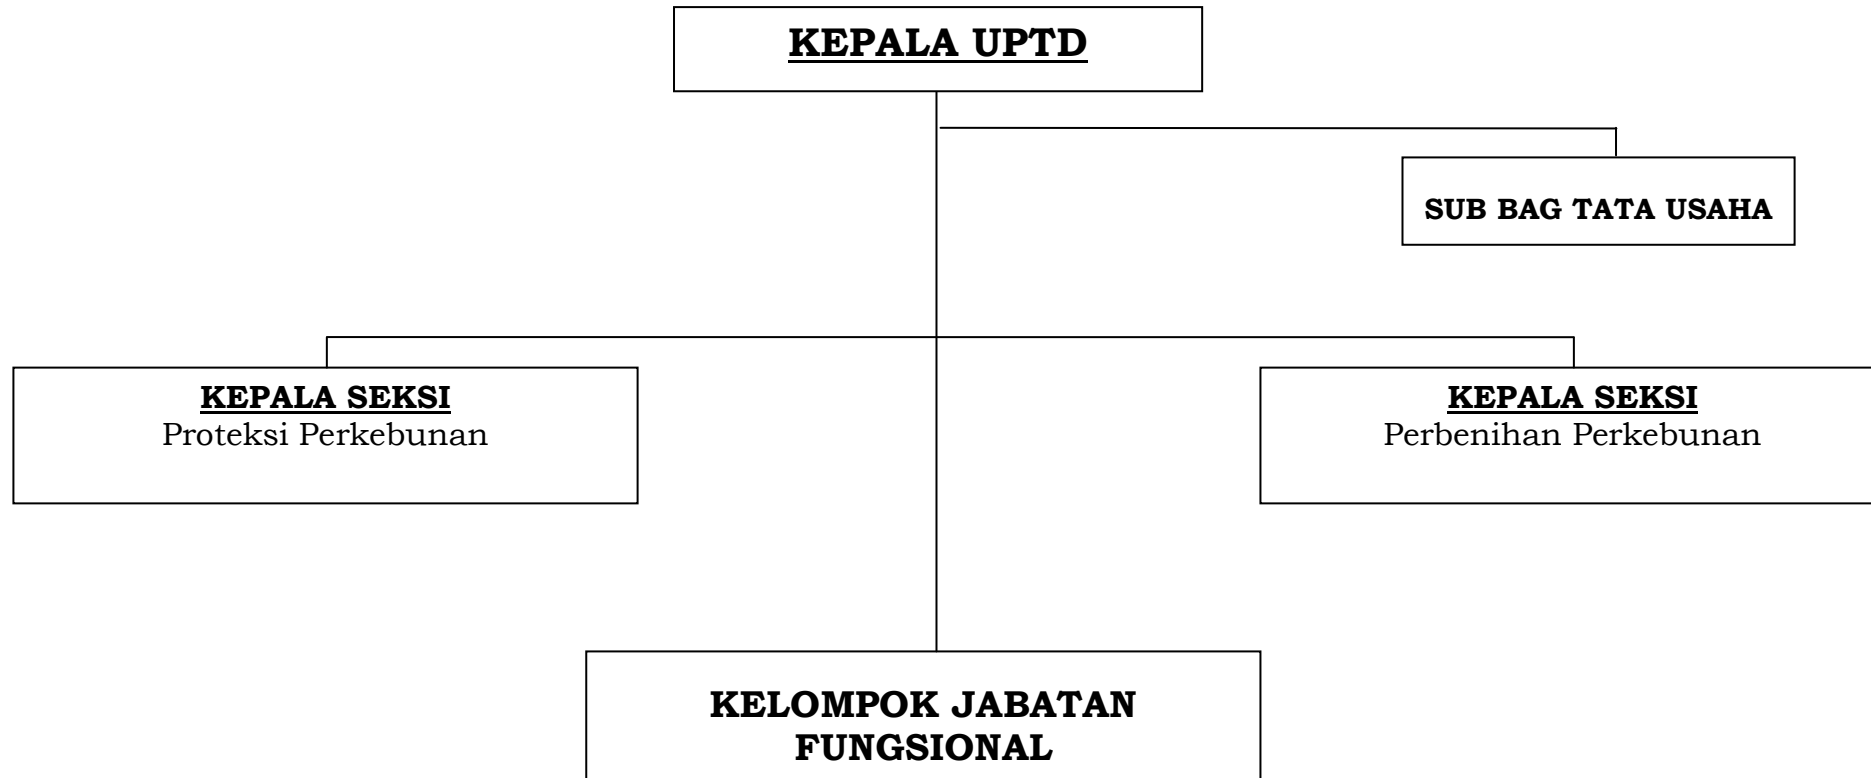 KEPALA UPTD
SUB BAG TATA USAHA
KEPALA SEKSI
Proteksi Perkebunan
KEPALA SEKSI
Perbenihan Perkebunan
KELOMPOK JABATAN
FUNGSIONAL